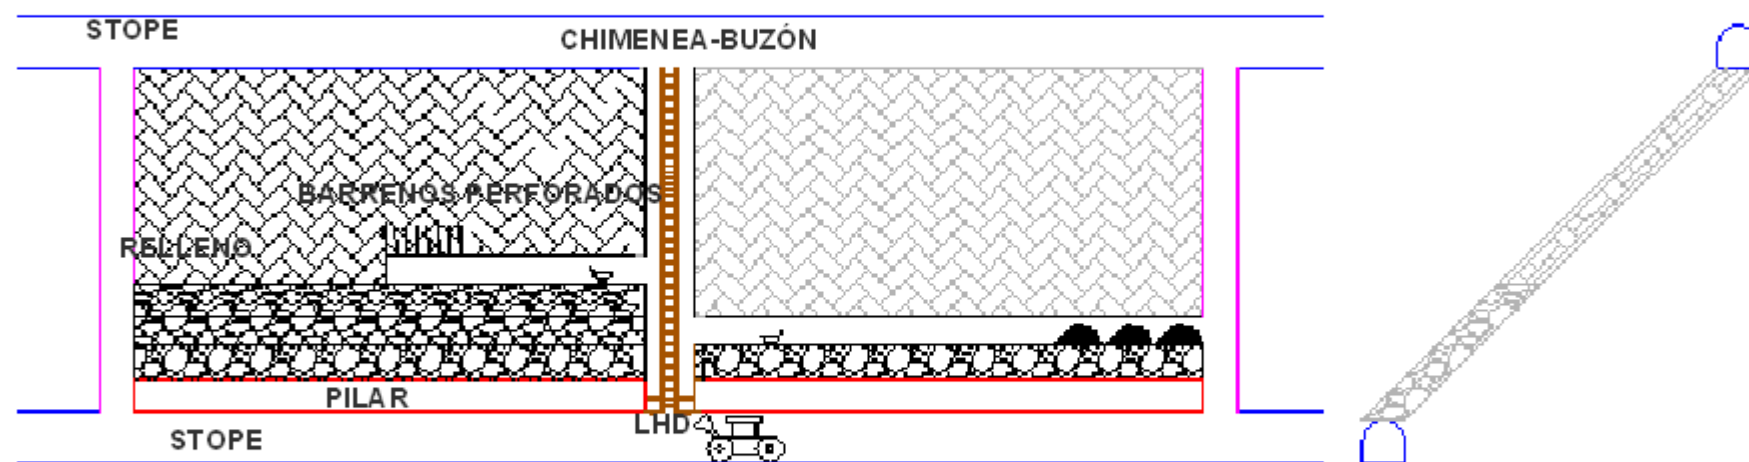 STOPE
CHIMENEA-BUZÓN
BARRENOS PERFORADOS
RELLENO
PILAR
LHD
STOPE